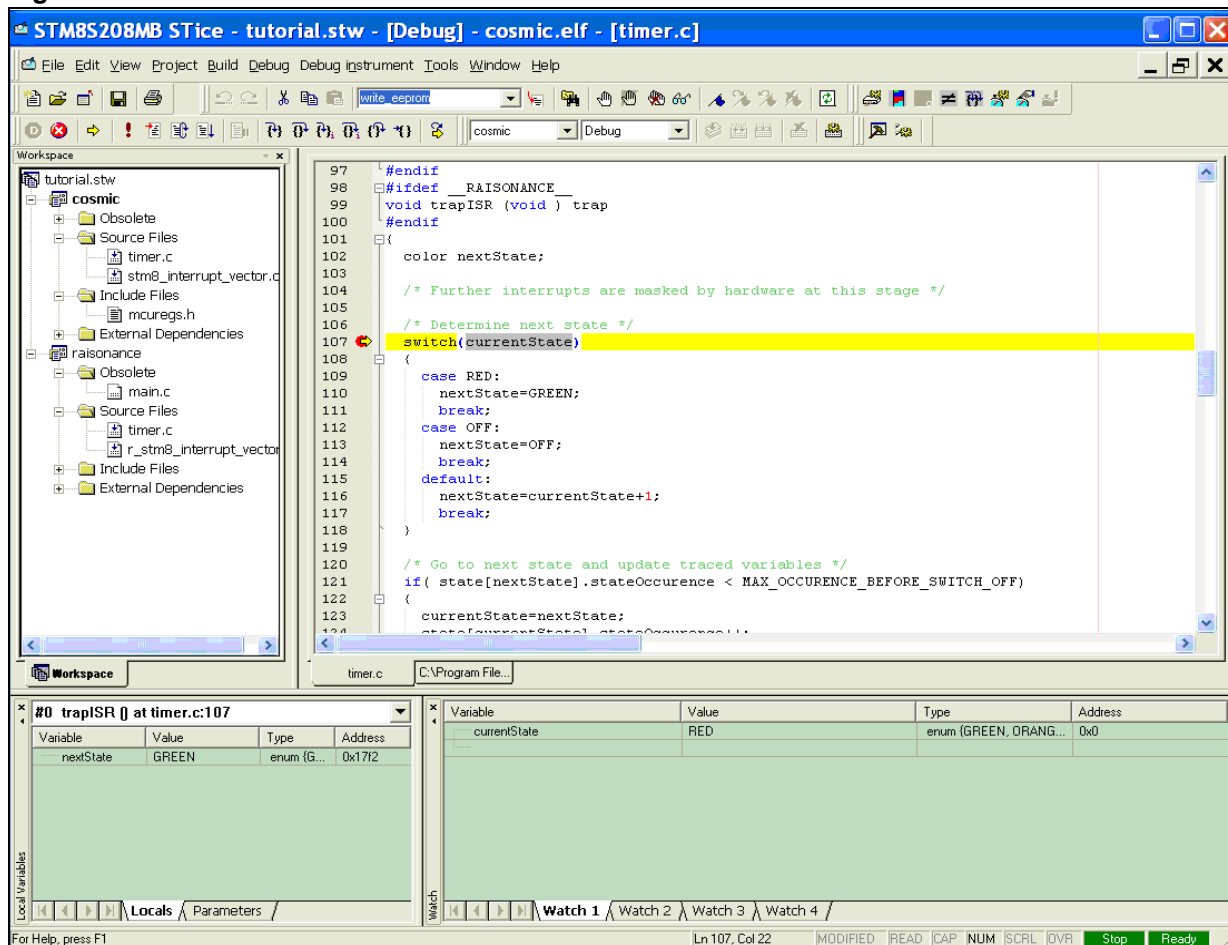 STM8S208MB STice - tutorial.stw - [Debug] - cosmic.elf - [timer.c]
File Edit View Project Build Debug Debug instrument Tools Window Help
write_eeprom
cosmic Debug
Workspace
tutorial.stw
cosmic
Obsolete
Source Files
timer.c
stm8_interrupt_vector.c
Include Files
mcuregs.h
External Dependencies
raisonance
Obsolete
main.c
Source Files
timer.c
r_stm8_interrupt_vector
Include Files
External Dependencies
Workspace
97 #endif
98 #ifdef __RAISONANCE__
99 void trapISR (void ) trap
100 #endif
101 {
102 color nextState;
103
104 /* Further interrupts are masked by hardware at this stage */
105
106 /* Determine next state */
107 switch(currentState)
108 {
109 case RED:
110 nextState=GREEN;
111 break;
112 case OFF:
113 nextState=OFF;
114 break;
115 default:
116 nextState=currentState+1;
117 break;
118 }
119
120 /* Go to next state and update traced variables */
121 if( state[nextState].stateOccurence < MAX_OCCURENCE_BEFORE_SWITCH_OFF)
122 {
123 currentState=nextState;
124
timer.c C:\Program File...
#0 trapISR () at timer.c:107
Variable Value Type Address
nextState GREEN enum {G... 0x17f2
Local Variables
Locals Parameters
Variable Value Type Address
currentState RED enum {GREEN, ORANG... 0x0
Watch
Watch 1 Watch 2 Watch 3 Watch 4
For Help, press F1 Ln 107, Col 22 MODIFIED READ CAP NUM SCRL OVR Stop Ready